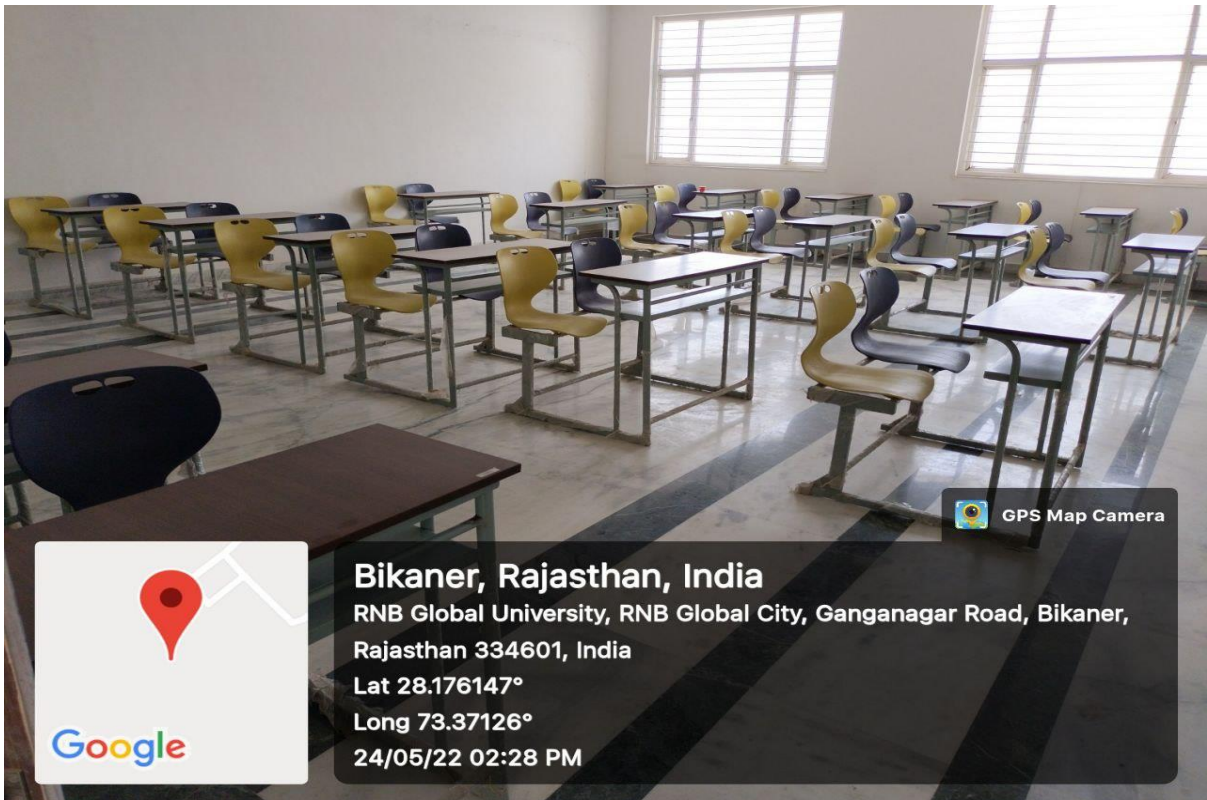 GPS Map Camera
Bikaner, Rajasthan, India
RNB Global University, RNB Global City, Ganganagar Road, Bikaner,
Rajasthan 334601, India
Lat 28.176147°
Long 73.37126°
24/05/22 02:28 PM
Google